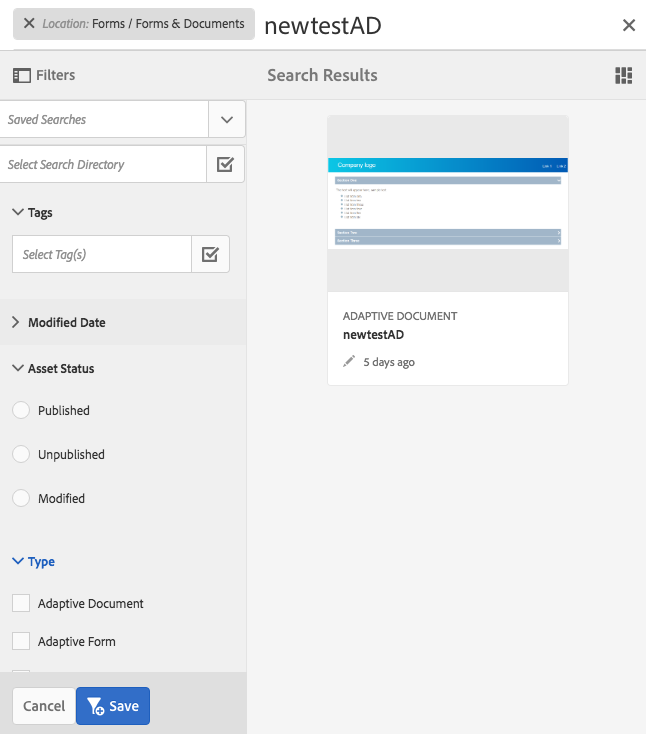 Location: Forms / Forms & Documents newtestAD
Filters
Search Results
Saved Searches
Select Search Directory
Tags
Select Tag(s)
Modified Date
Asset Status
Published
Unpublished
Modified
Type
Adaptive Document
Adaptive Form
Cancel
Save
Company logo
ADAPTIVE DOCUMENT
newtestAD
5 days ago